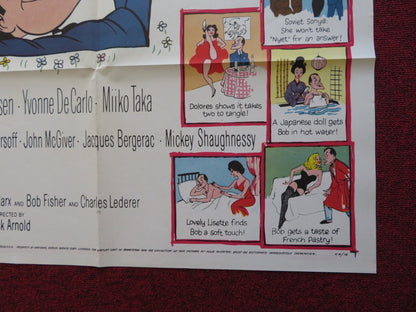 Soviet Sonya:
She won't take
"Nyet" for an answer!
Dolores shows it takes
two to tangle!
A Japanese doll gets
Bob in hot water!
sen · Yvonne DeCarlo · Miiko Taka
rsoff · John McGiver · Jacques Bergerac · Mickey Shaughnessy
Lovely Lisette finds
Bob a soft touch!
Bob gets a taste of
French Pastry!
arx AND Bob Fisher AND Charles Lederer
RECTED BY
k Arnold